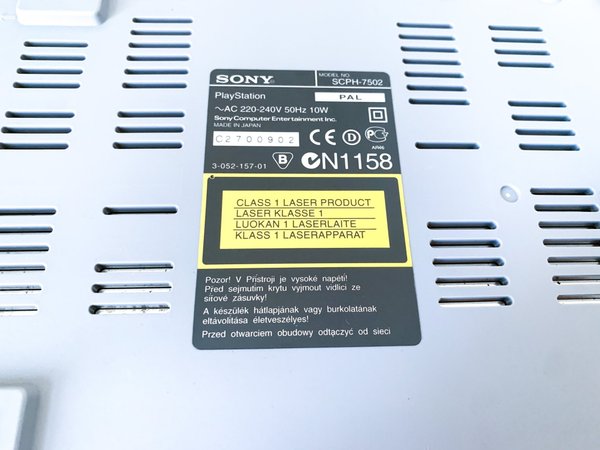 SONY
MODEL NO.
SCPH-7502
PlayStation
PAL
～AC 220-240V 50Hz 10W
Sony Computer Entertainment Inc.
MADE IN JAPAN
C2700902
CE D PC
3-052-157-01 B N1158
CLASS 1 LASER PRODUCT
LASER KLASSE 1
LUOKAN 1 LASERLAITE
KLASS 1 LASERAPPARAT
Pozor! V Přístroji je vysoké napětí!
Před sejmutím krytu vyjmout vidlici ze
síťové zásuvky!
A készülék hátlapjának vagy burkolatának
eltávolítása életveszélyes!
Przed otwarciem obudowy odtączyć od sieci